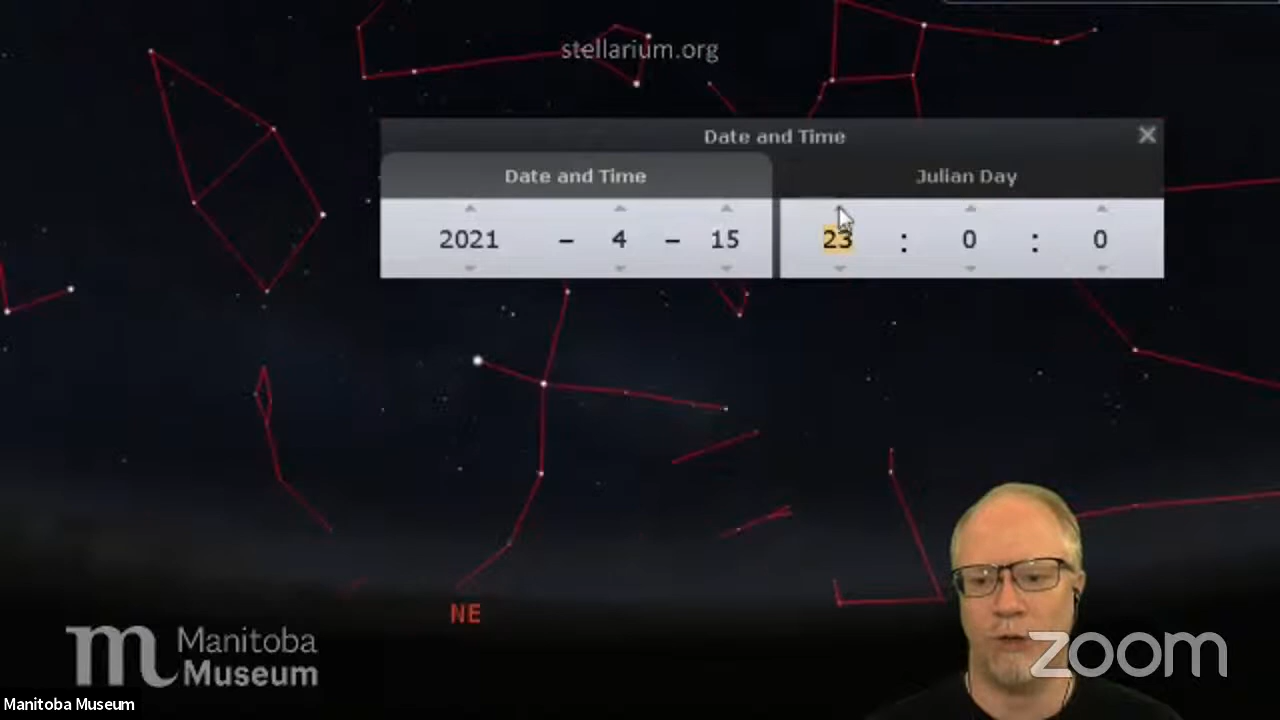 stellarium.org
Date and Time
Date and Time
Julian Day
2021 - 4 - 15
23 : 0 : 0
NE
m Manitoba
Museum
zoom
Manitoba Museum